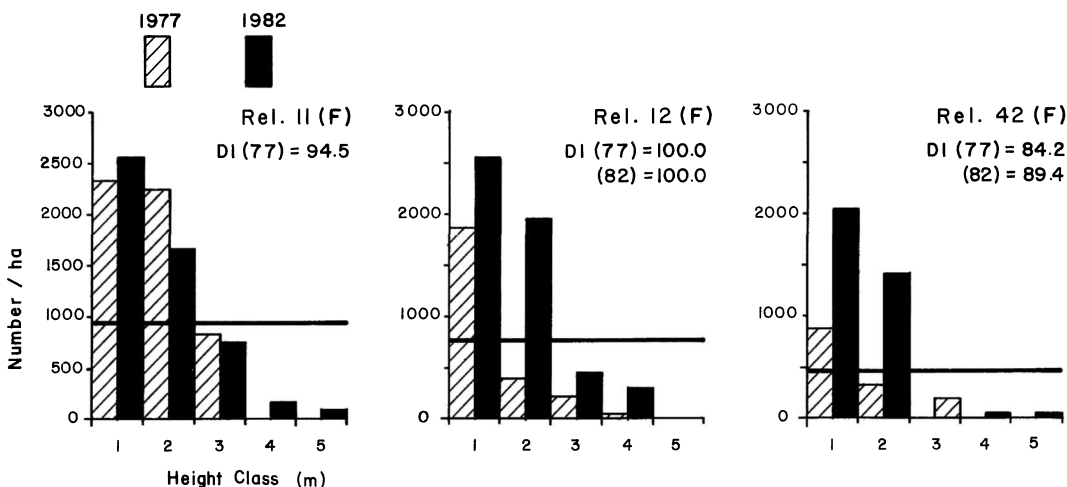 1977 1982
Rel. 11 (F)
DI (77) = 94.5
3000
2500
2000
1500
1000
500
0
Number / ha
1 2 3 4 5
Height Class (m)
Rel. 12 (F)
DI (77) = 100.0
(82) = 100.0
3000
2000
1000
0
1 2 3 4 5
Rel. 42 (F)
DI (77) = 84.2
(82) = 89.4
3000
2000
1000
0
1 2 3 4 5